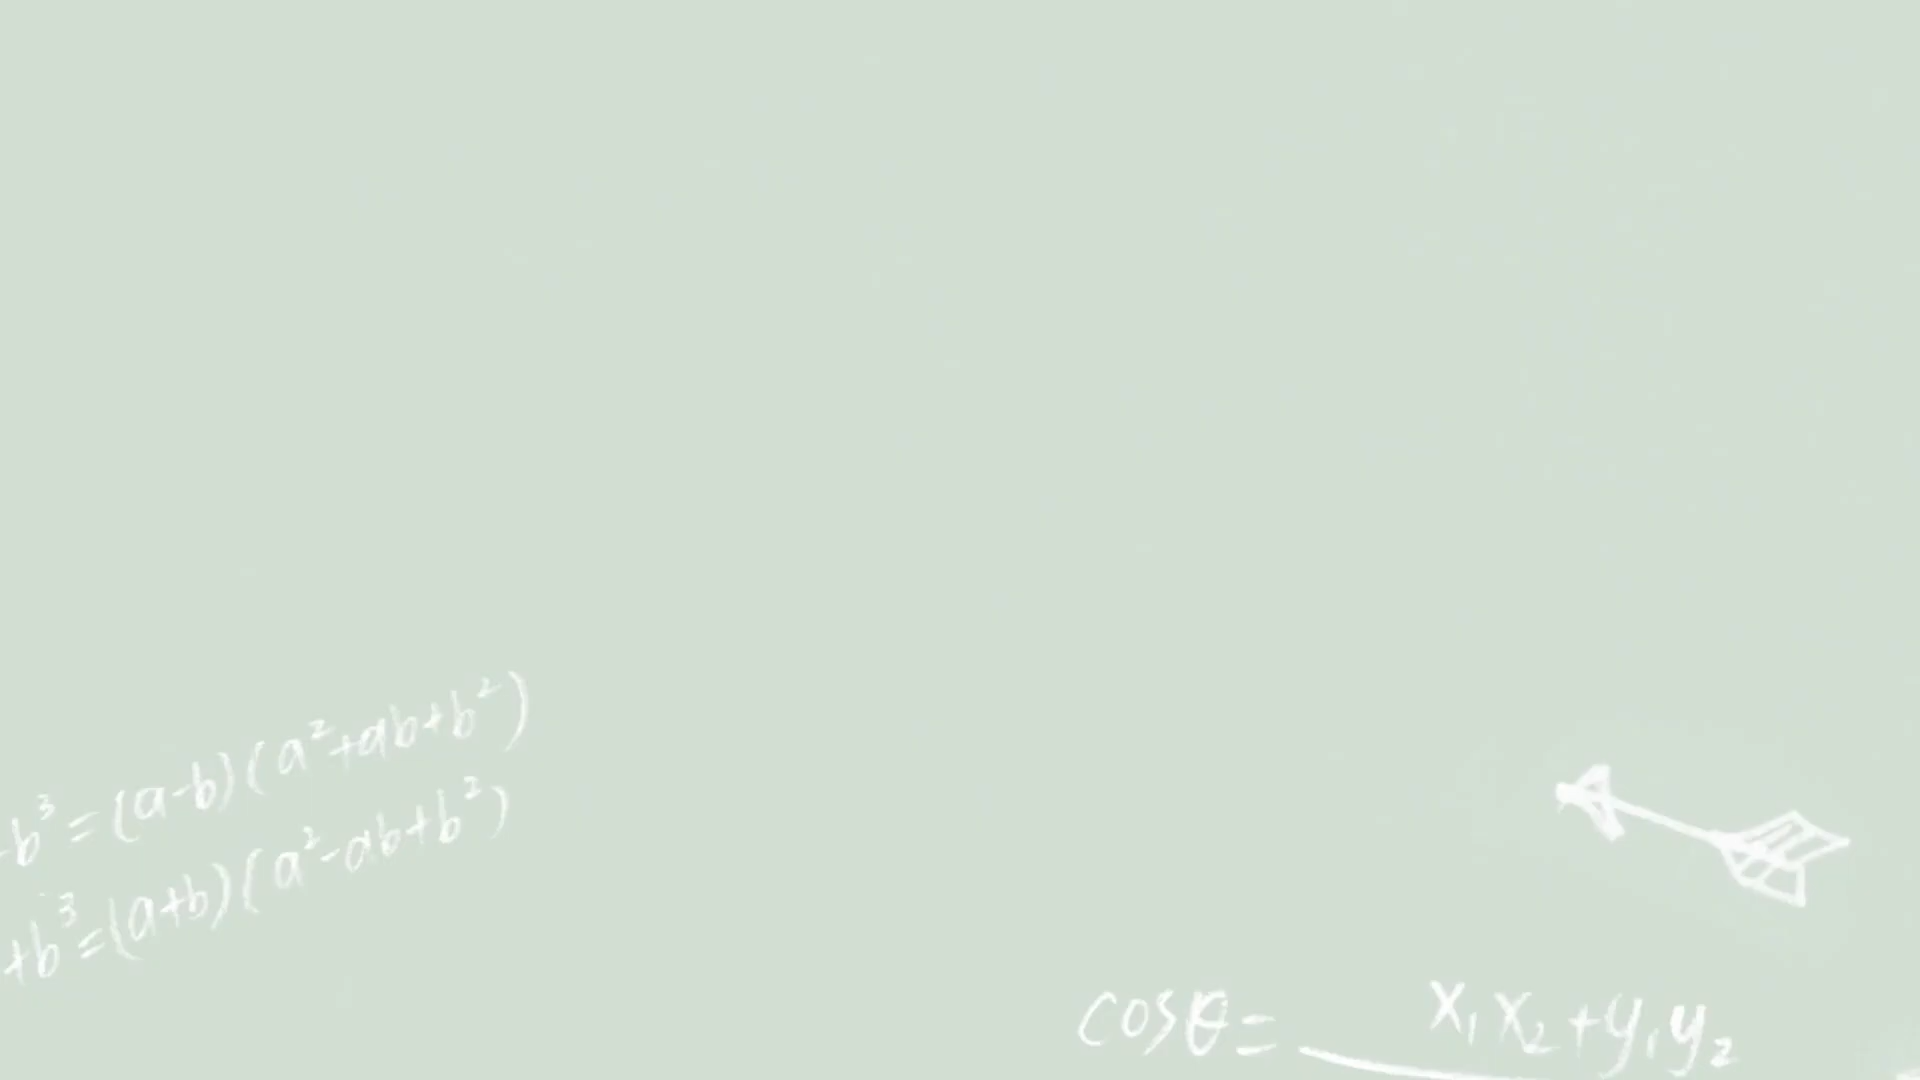 -b³=(a-b)(a²+ab+b²)
+b³=(a+b)(a²-ab+b²)
cosθ=
x₁x₂+y₁y₂